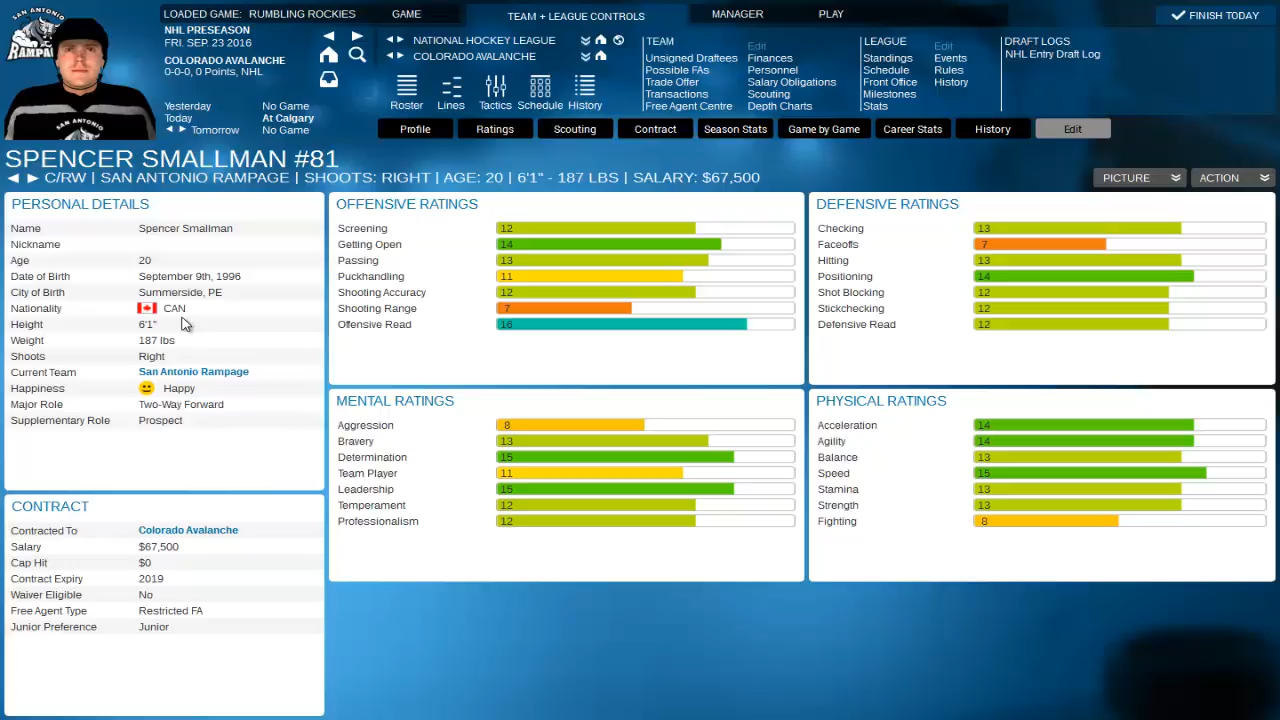 LOADED GAME: RUMBLING ROCKIES
GAME
TEAM + LEAGUE CONTROLS
MANAGER
PLAY
FINISH TODAY
SAN ANTONIO
RAMPAGE
NHL PRESEASON
FRI. SEP. 23 2016
COLORADO AVALANCHE
0-0-0, 0 Points, NHL
Yesterday No Game
Today At Calgary
Tomorrow No Game
NATIONAL HOCKEY LEAGUE
COLORADO AVALANCHE
Roster Lines Tactics Schedule History
TEAM Edit
Unsigned Draftees Finances
Possible FAs Personnel
Trade Offer Salary Obligations
Transactions Scouting
Free Agent Centre Depth Charts
LEAGUE Edit
Standings Events
Schedule Rules
Front Office History
Milestones
Stats
DRAFT LOGS
NHL Entry Draft Log
Profile Ratings Scouting Contract Season Stats Game by Game Career Stats History Edit
SAN ANTONIO
SPENCER SMALLMAN #81
C/RW | SAN ANTONIO RAMPAGE | SHOOTS: RIGHT | AGE: 20 | 6'1" - 187 LBS | SALARY: $67,500
PICTURE ACTION
PERSONAL DETAILS
Name Spencer Smallman
Nickname
Age 20
Date of Birth September 9th, 1996
City of Birth Summerside, PE
Nationality CAN
Height 6'1"
Weight 187 lbs
Shoots Right
Current Team San Antonio Rampage
Happiness Happy
Major Role Two-Way Forward
Supplementary Role Prospect
CONTRACT
Contracted To Colorado Avalanche
Salary $67,500
Cap Hit $0
Contract Expiry 2019
Waiver Eligible No
Free Agent Type Restricted FA
Junior Preference Junior
OFFENSIVE RATINGS
Screening 12
Getting Open 14
Passing 13
Puckhandling 11
Shooting Accuracy 12
Shooting Range 7
Offensive Read 16
DEFENSIVE RATINGS
Checking 13
Faceoffs 7
Hitting 13
Positioning 14
Shot Blocking 12
Stickchecking 12
Defensive Read 12
MENTAL RATINGS
Aggression 8
Bravery 13
Determination 15
Team Player 11
Leadership 15
Temperament 12
Professionalism 12
PHYSICAL RATINGS
Acceleration 14
Agility 14
Balance 13
Speed 15
Stamina 13
Strength 13
Fighting 8